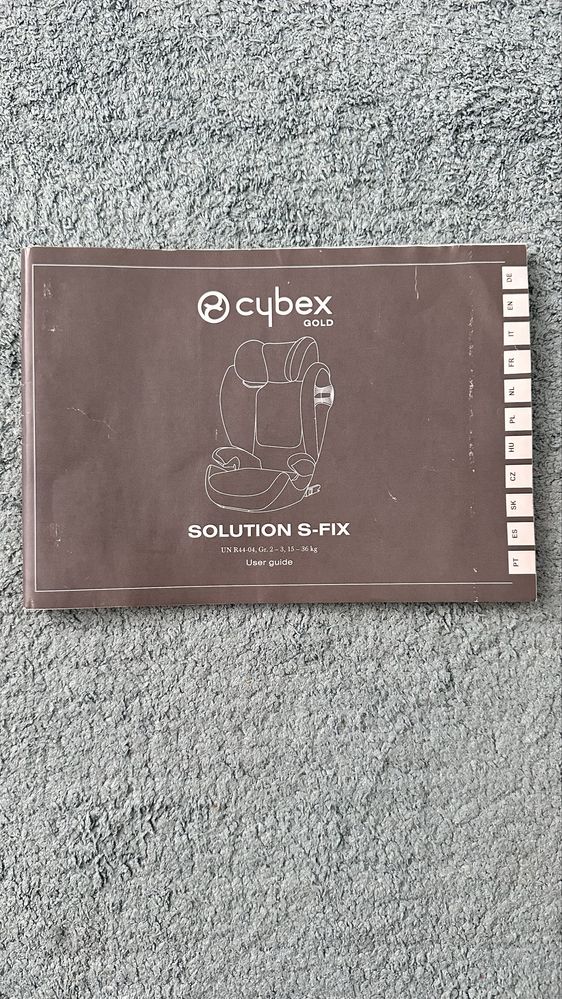 cybex
GOLD
SOLUTION S-FIX
UN R44-04, Gr. 2 – 3, 15 – 36 kg
User guide
DE
EN
IT
FR
NL
PL
HU
CZ
SK
ES
PT